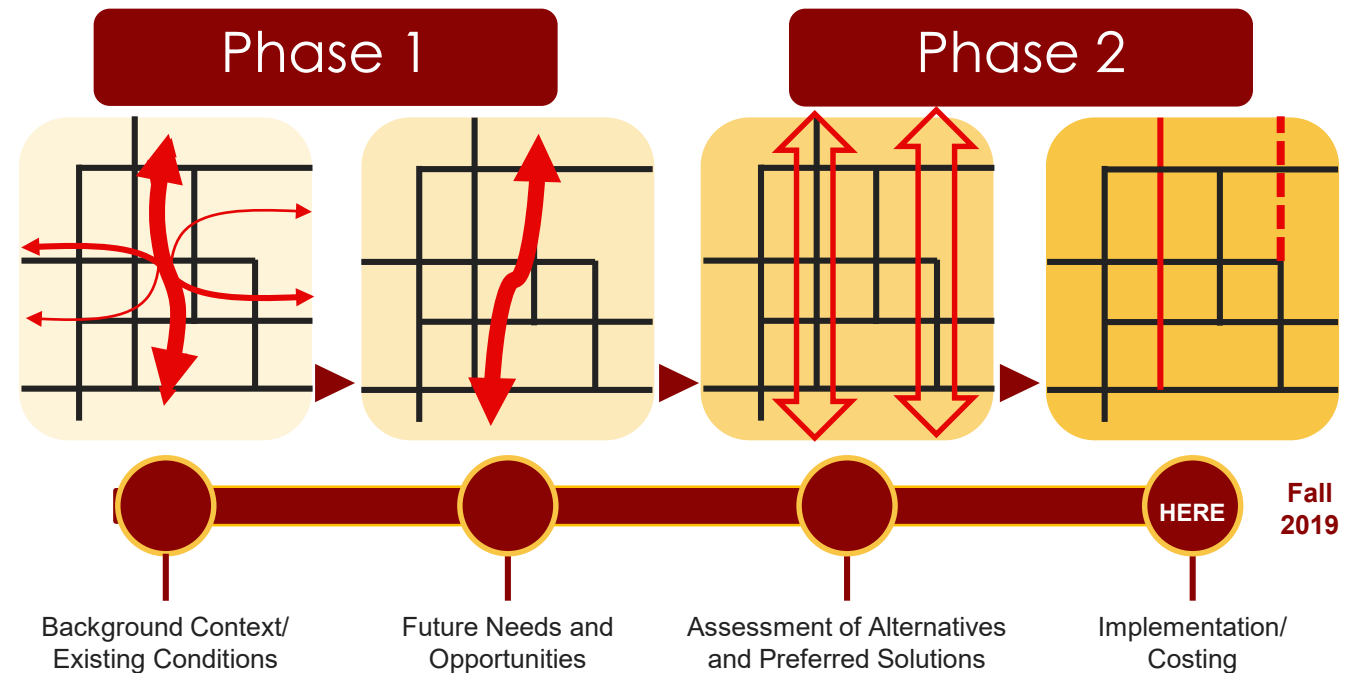 Phase 1
Phase 2
HERE
Fall
2019
Background Context/
Existing Conditions
Future Needs and
Opportunities
Assessment of Alternatives
and Preferred Solutions
Implementation/
Costing